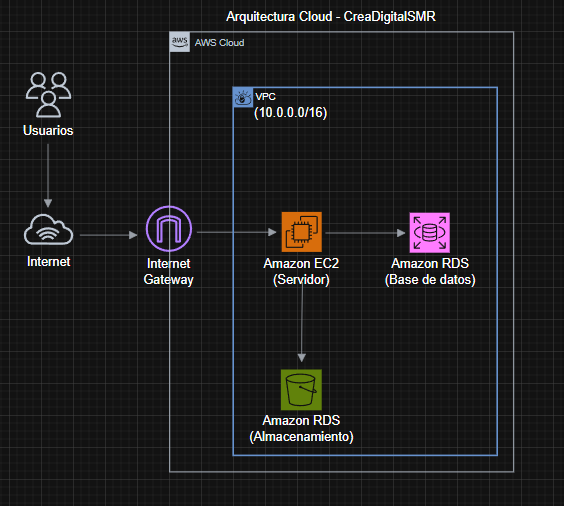 Arquitectura Cloud - CreaDigitalSMR
aws
AWS Cloud
VPC
(10.0.0.0/16)
Usuarios
Internet
Internet
Gateway
Amazon EC2
(Servidor)
Amazon RDS
(Base de datos)
Amazon RDS
(Almacenamiento)